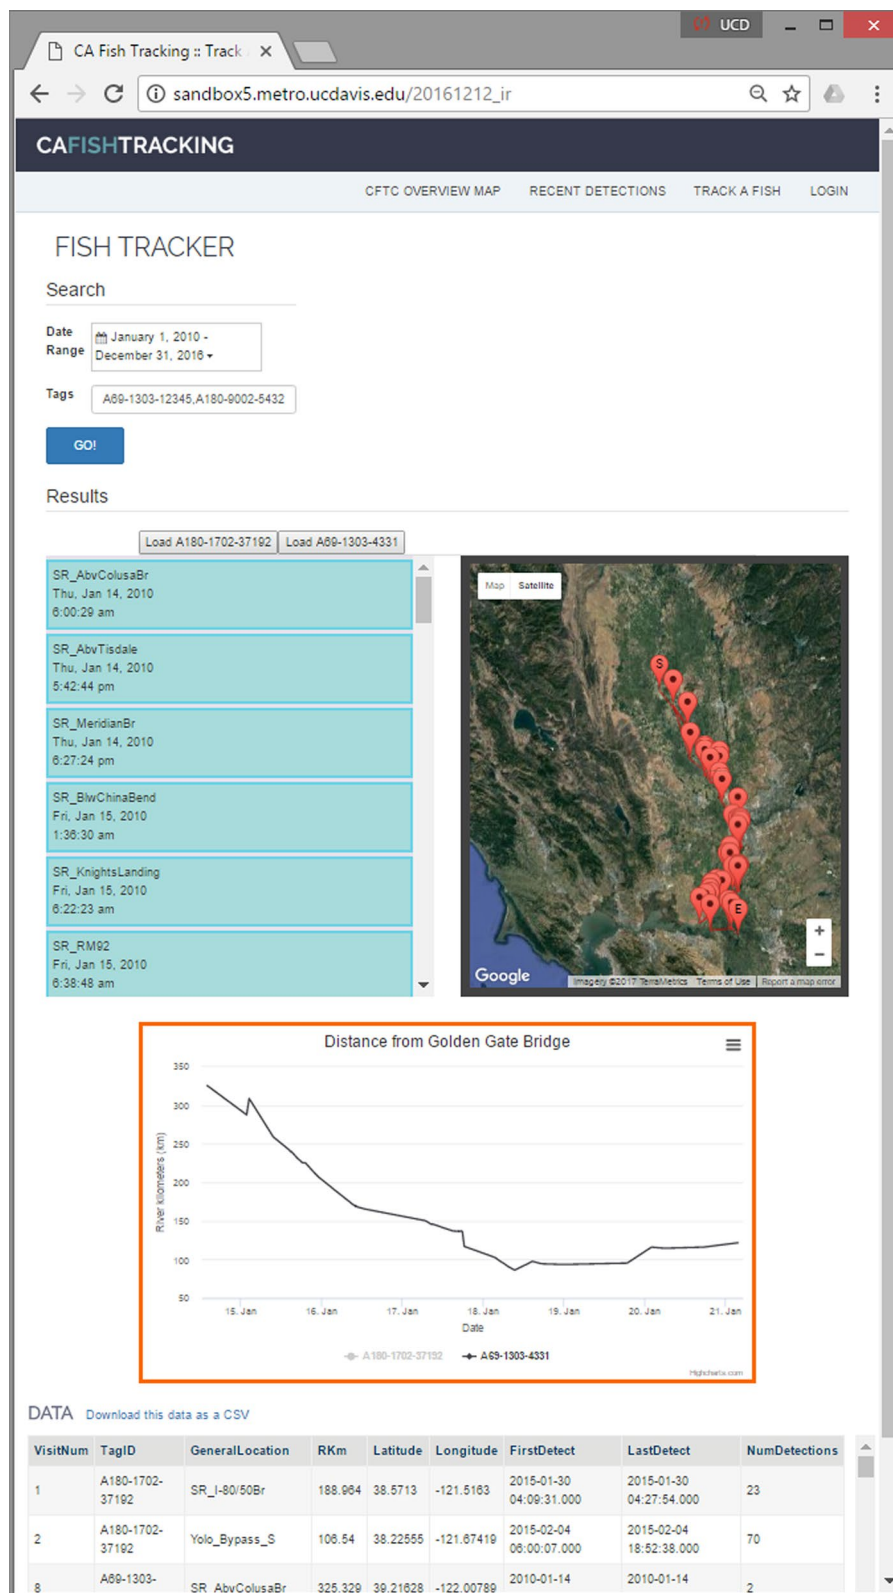 UCD
CA Fish Tracking :: Track
sandbox5.metro.ucdavis.edu/20161212_ir
CAFISHTRACKING
CFTC OVERVIEW MAP RECENT DETECTIONS TRACK A FISH LOGIN
FISH TRACKER
Search
Date Range
January 1, 2010 -
December 31, 2016
Tags
A69-1303-12345,A180-9002-5432
GO!
Results
Load A180-1702-37192 Load A69-1303-4331
SR_AbvColusaBr
Thu, Jan 14, 2010
6:00:29 am
SR_AbvTisdale
Thu, Jan 14, 2010
5:42:44 pm
SR_MeridianBr
Thu, Jan 14, 2010
6:27:24 pm
SR_BlwChinaBend
Fri, Jan 15, 2010
1:36:30 am
SR_KnightsLanding
Fri, Jan 15, 2010
6:22:23 am
SR_RM92
Fri, Jan 15, 2010
6:38:48 am
Map Satellite
S
E
Google
Imagery ©2017 TerraMetrics Terms of Use Report a map error
Distance from Golden Gate Bridge
River kilometers (km)
350
300
250
200
150
100
50
15. Jan 16. Jan 17. Jan 18. Jan 19. Jan 20. Jan 21. Jan
Date
A180-1702-37192 A69-1303-4331
Highcharts.com
DATA Download this data as a CSV
VisitNum TagID GeneralLocation RKm Latitude Longitude FirstDetect LastDetect NumDetections
1 A180-1702-37192 SR_I-80/50Br 188.964 38.5713 -121.5163 2015-01-30 04:09:31.000 2015-01-30 04:27:54.000 23
2 A180-1702-37192 Yolo_Bypass_S 106.54 38.22555 -121.67419 2015-02-04 06:00:07.000 2015-02-04 18:52:38.000 70
8 A69-1303- SR_AbvColusaBr 325.329 39.21628 -122.00789 2010-01-14 2010-01-14 2